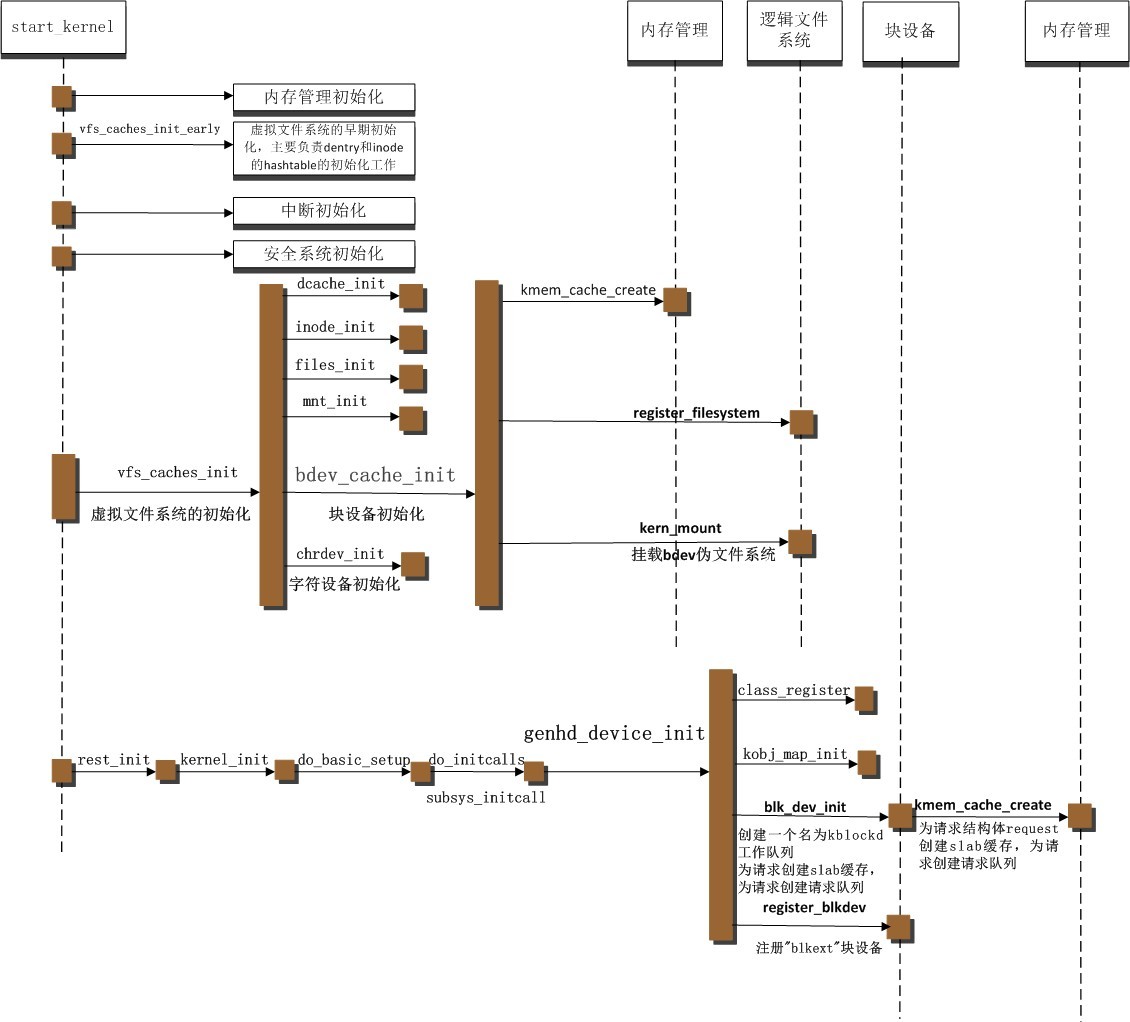 start_kernel
内存管理
逻辑文件
系统
块设备
内存管理
内存管理初始化
vfs_caches_init_early
虚拟文件系统的早期初始
化，主要负责dentry和inode
的hashtable的初始化工作
中断初始化
安全系统初始化
dcache_init
kmem_cache_create
inode_init
files_init
mnt_init
register_filesystem
vfs_caches_init
bdev_cache_init
虚拟文件系统的初始化
块设备初始化
kern_mount
挂载bdev伪文件系统
chrdev_init
字符设备初始化
class_register
genhd_device_init
kobj_map_init
rest_init
kernel_init
do_basic_setup
do_initcalls
subsys_initcall
blk_dev_init
kmem_cache_create
创建一个名为kblockd
工作队列
为请求创建slab缓存，
为请求创建请求队列
为请求结构体request
创建slab缓存，为请
求创建请求队列
register_blkdev
注册"blkext"块设备